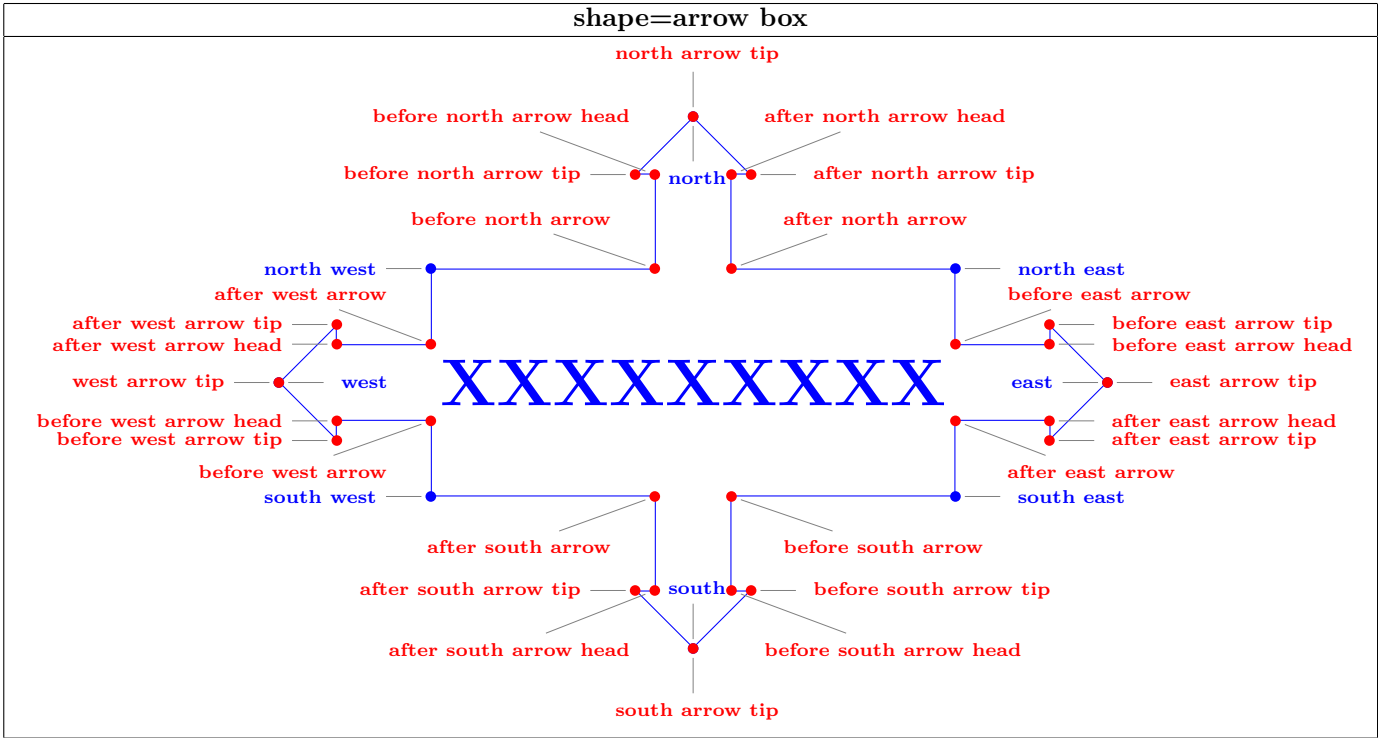 shape=arrow box
north arrow tip
before north arrow head
after north arrow head
before north arrow tip
north
after north arrow tip
before north arrow
after north arrow
north west
north east
after west arrow
before east arrow
after west arrow tip
before east arrow tip
after west arrow head
before east arrow head
west arrow tip
west
XXXXXXXXX
east
east arrow tip
before west arrow head
after east arrow head
before west arrow tip
after east arrow tip
before west arrow
after east arrow
south west
south east
after south arrow
before south arrow
after south arrow tip
south
before south arrow tip
after south arrow head
before south arrow head
south arrow tip